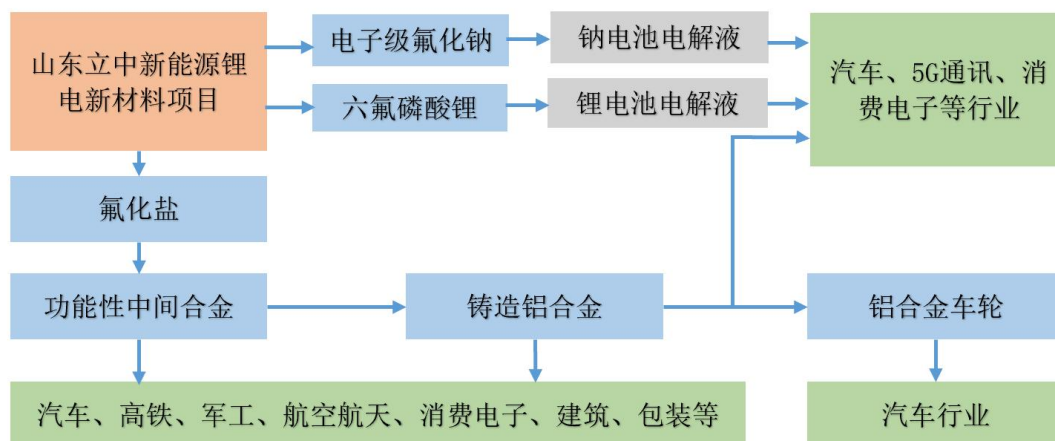 山东立中新能源锂
电新材料项目
电子级氟化钠
钠电池电解液
六氟磷酸锂
锂电池电解液
汽车、5G通讯、消
费电子等行业
氟化盐
功能性中间合金
铸造铝合金
铝合金车轮
汽车、高铁、军工、航空航天、消费电子、建筑、包装等
汽车行业